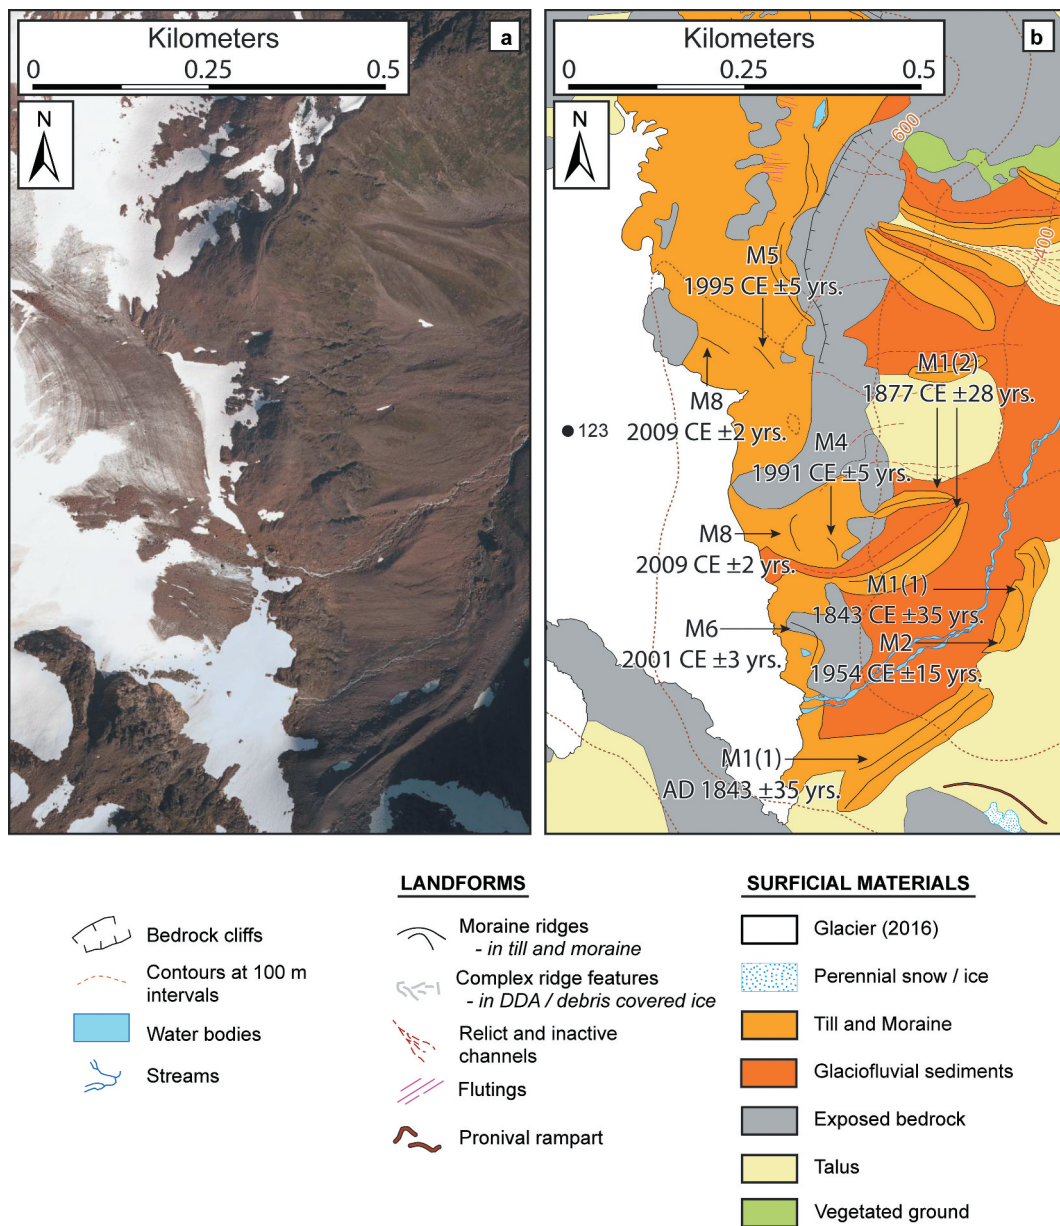 Kilometers
0 0.25 0.5
a
N
Kilometers
0 0.25 0.5
b
N
600
400
M5
1995 CE ±5 yrs.
M1(2)
1877 CE ±28 yrs.
M8
2009 CE ±2 yrs.
123
M4
1991 CE ±5 yrs.
M8
2009 CE ±2 yrs.
M1(1)
1843 CE ±35 yrs.
M6
2001 CE ±3 yrs.
M2
1954 CE ±15 yrs.
M1(1)
AD 1843 ±35 yrs.
Bedrock cliffs
Contours at 100 m
intervals
Water bodies
Streams
LANDFORMS
Moraine ridges
- in till and moraine
Complex ridge features
- in DDA / debris covered ice
Relict and inactive
channels
Flutings
Pronival rampart
SURFICIAL MATERIALS
Glacier (2016)
Perennial snow / ice
Till and Moraine
Glaciofluvial sediments
Exposed bedrock
Talus
Vegetated ground